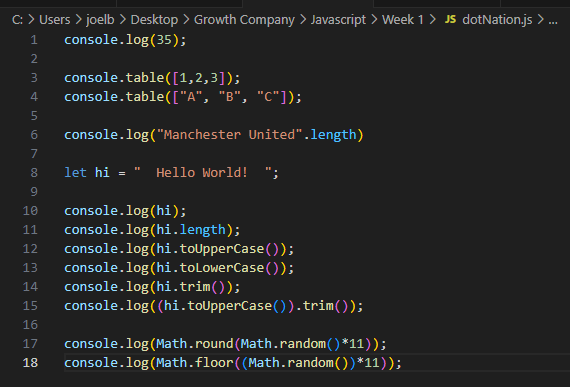 C: > Users > joelb > Desktop > Growth Company > Javascript > Week 1 > JS dotNation.js > ...
1 console.log(35);
2
3 console.table([1,2,3]);
4 console.table(["A", "B", "C"]);
5
6 console.log("Manchester United".length)
7
8 let hi = "  Hello World!  ";
9
10 console.log(hi);
11 console.log(hi.length);
12 console.log(hi.toUpperCase());
13 console.log(hi.toLowerCase());
14 console.log(hi.trim());
15 console.log((hi.toUpperCase()).trim());
16
17 console.log(Math.round(Math.random()*11));
18 console.log(Math.floor((Math.random())*11));